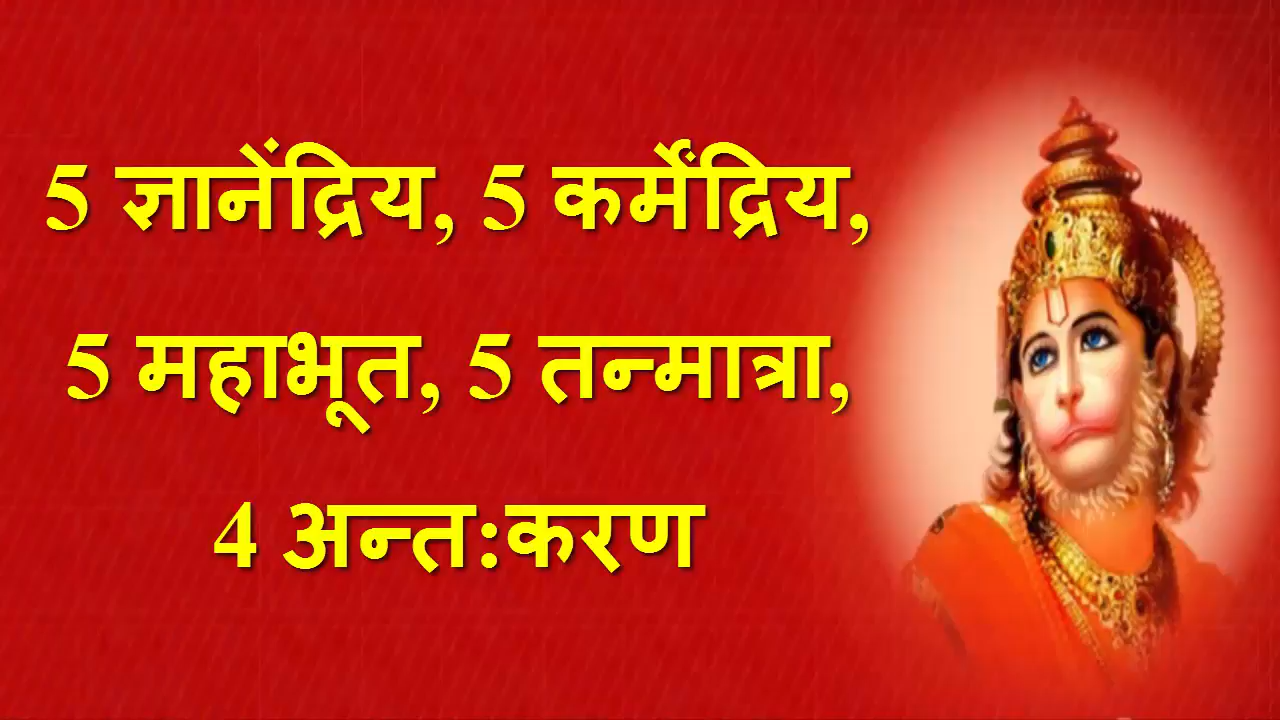 5 ज्ञानेंद्रिय, 5 कर्मेंद्रिय,
5 महाभूत, 5 तन्मात्रा,
4 अन्त:करण